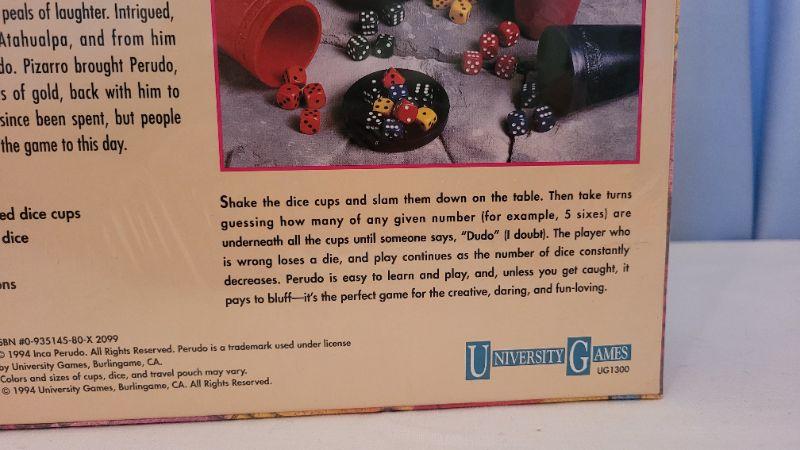 peals of laughter. Intrigued,
Atahualpa, and from him
do. Pizarro brought Perudo,
s of gold, back with him to
since been spent, but people
the game to this day.
ed dice cups
dice
ons
Shake the dice cups and slam them down on the table. Then take turns
guessing how many of any given number (for example, 5 sixes) are
underneath all the cups until someone says, “Dudo” (I doubt). The player who
is wrong loses a die, and play continues as the number of dice constantly
decreases. Perudo is easy to learn and play, and, unless you get caught, it
pays to bluff—it’s the perfect game for the creative, daring, and fun-loving.
SBN #0-935145-80-X 2099
© 1994 Inca Perudo. All Rights Reserved. Perudo is a trademark used under license
by University Games, Burlingame, CA.
Colors and sizes of cups, dice, and travel pouch may vary.
© 1994 University Games, Burlingame, CA. All Rights Reserved.
UNIVERSITY GAMES
UG1300